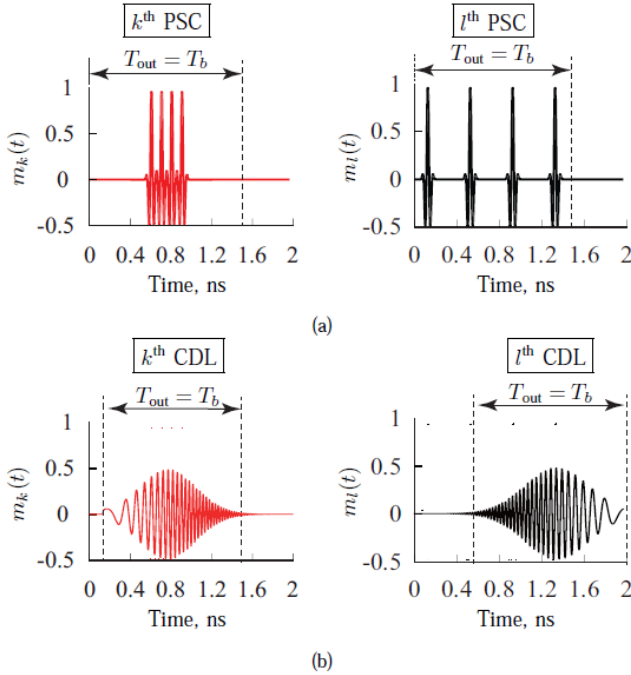 kth PSC
T_out = T_b
m_k(t)
1
0.5
0
-0.5
0 0.4 0.8 1.2 1.6 2
Time, ns
lth PSC
T_out = T_b
m_l(t)
1
0.5
0
-0.5
0 0.4 0.8 1.2 1.6 2
Time, ns
(a)
kth CDL
T_out = T_b
m_k(t)
1
0.5
0
-0.5
0 0.4 0.8 1.2 1.6 2
Time, ns
lth CDL
T_out = T_b
m_l(t)
1
0.5
0
-0.5
0 0.4 0.8 1.2 1.6 2
Time, ns
(b)